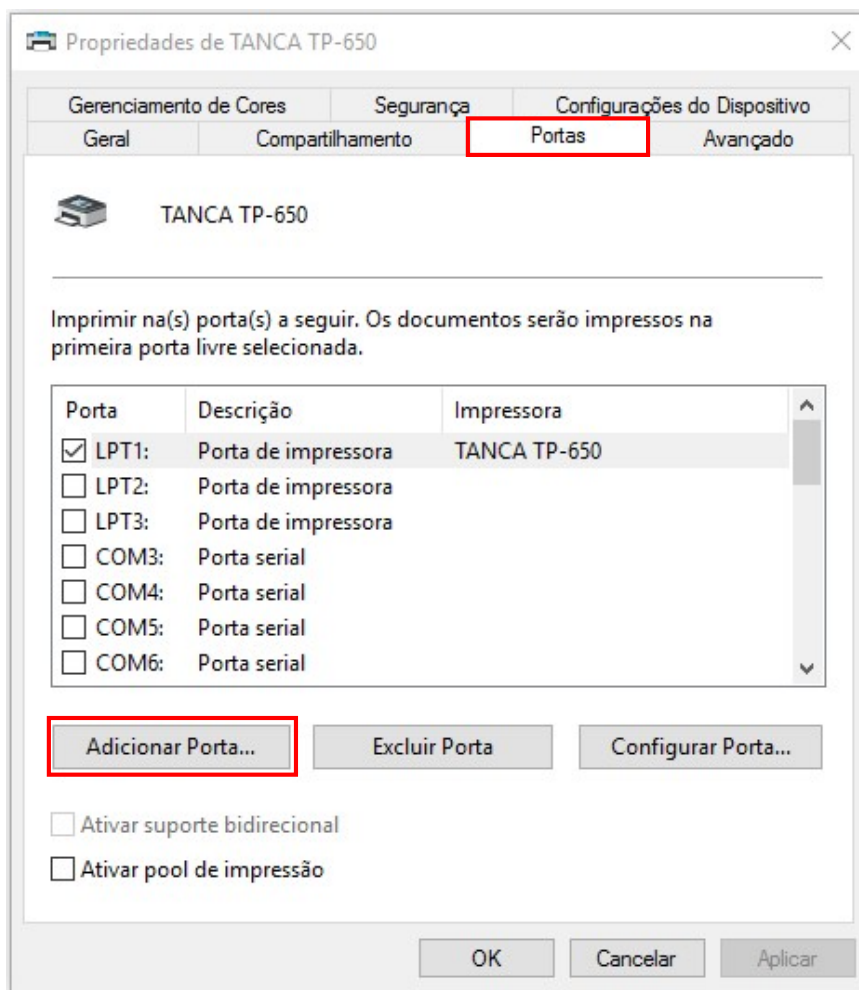 Propriedades de TANCA TP-650
Gerenciamento de Cores Segurança Configurações do Dispositivo
Geral Compartilhamento Portas Avançado
TANCA TP-650
Imprimir na(s) porta(s) a seguir. Os documentos serão impressos na
primeira porta livre selecionada.
Porta Descrição Impressora
LPT1: Porta de impressora TANCA TP-650
LPT2: Porta de impressora
LPT3: Porta de impressora
COM3: Porta serial
COM4: Porta serial
COM5: Porta serial
COM6: Porta serial
Adicionar Porta... Excluir Porta Configurar Porta...
Ativar suporte bidirecional
Ativar pool de impressão
OK Cancelar Aplicar